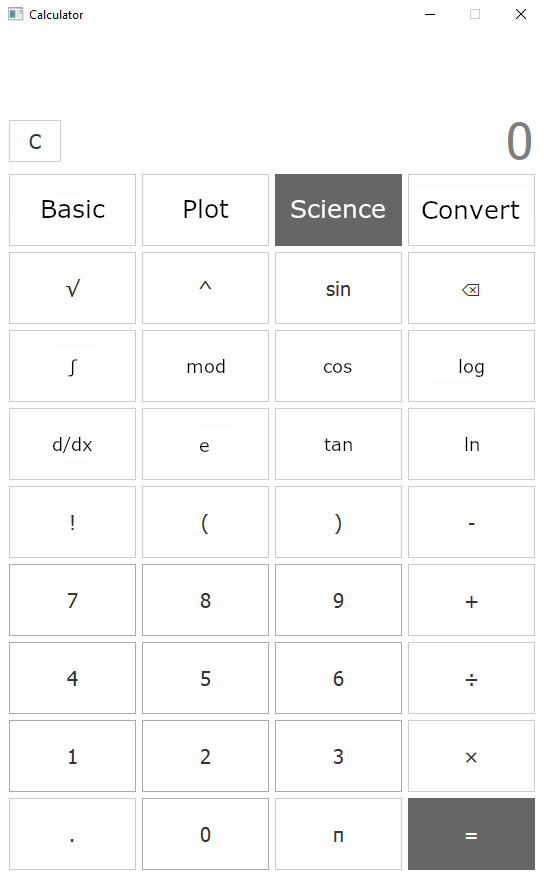 Calculator
C 0
Basic Plot Science Convert
√ ^ sin ⌫
∫ mod cos log
d/dx e tan ln
! ( ) -
7 8 9 +
4 5 6 ÷
1 2 3 ×
. 0 п =